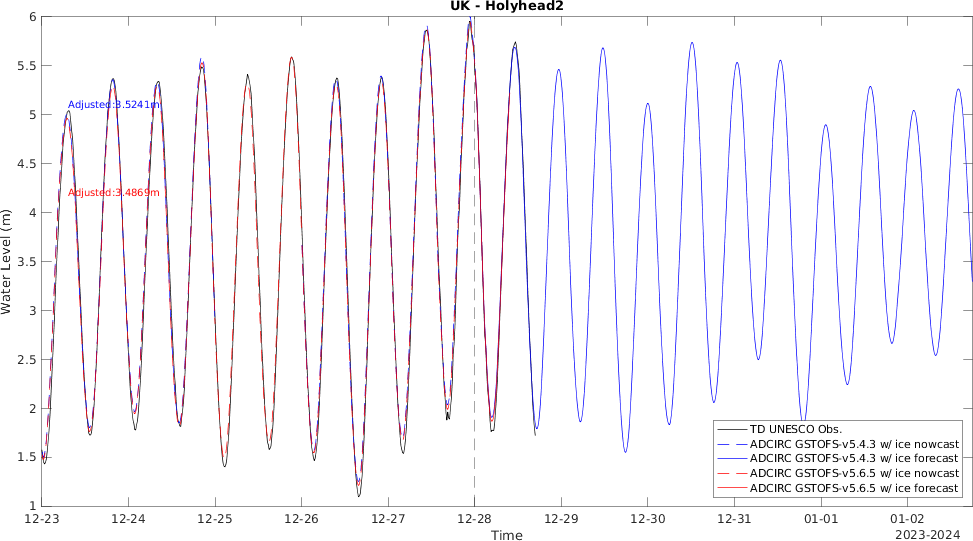 UK - Holyhead2
6
5.5
5
4.5
4
3.5
3
2.5
2
1.5
1
Water Level (m)
Adjusted:3.5241m
Adjusted:3.4869m
TD UNESCO Obs.
ADCIRC GSTOFS-v5.4.3 w/ ice nowcast
ADCIRC GSTOFS-v5.4.3 w/ ice forecast
ADCIRC GSTOFS-v5.6.5 w/ ice nowcast
ADCIRC GSTOFS-v5.6.5 w/ ice forecast
12-23 12-24 12-25 12-26 12-27 12-28 12-29 12-30 12-31 01-01 01-02
Time
2023-2024